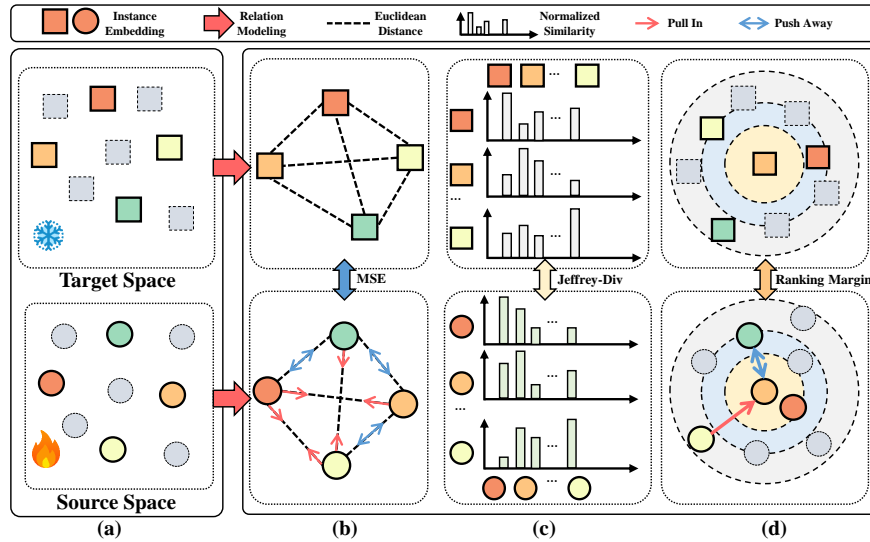 Instance Embedding
Relation Modeling
Euclidean Distance
Normalized Similarity
Pull In
Push Away
Target Space
Source Space
MSE
...
...
...
...
...
Jeffrey-Div
...
...
...
...
...
Ranking Margin
(a)
(b)
(c)
(d)